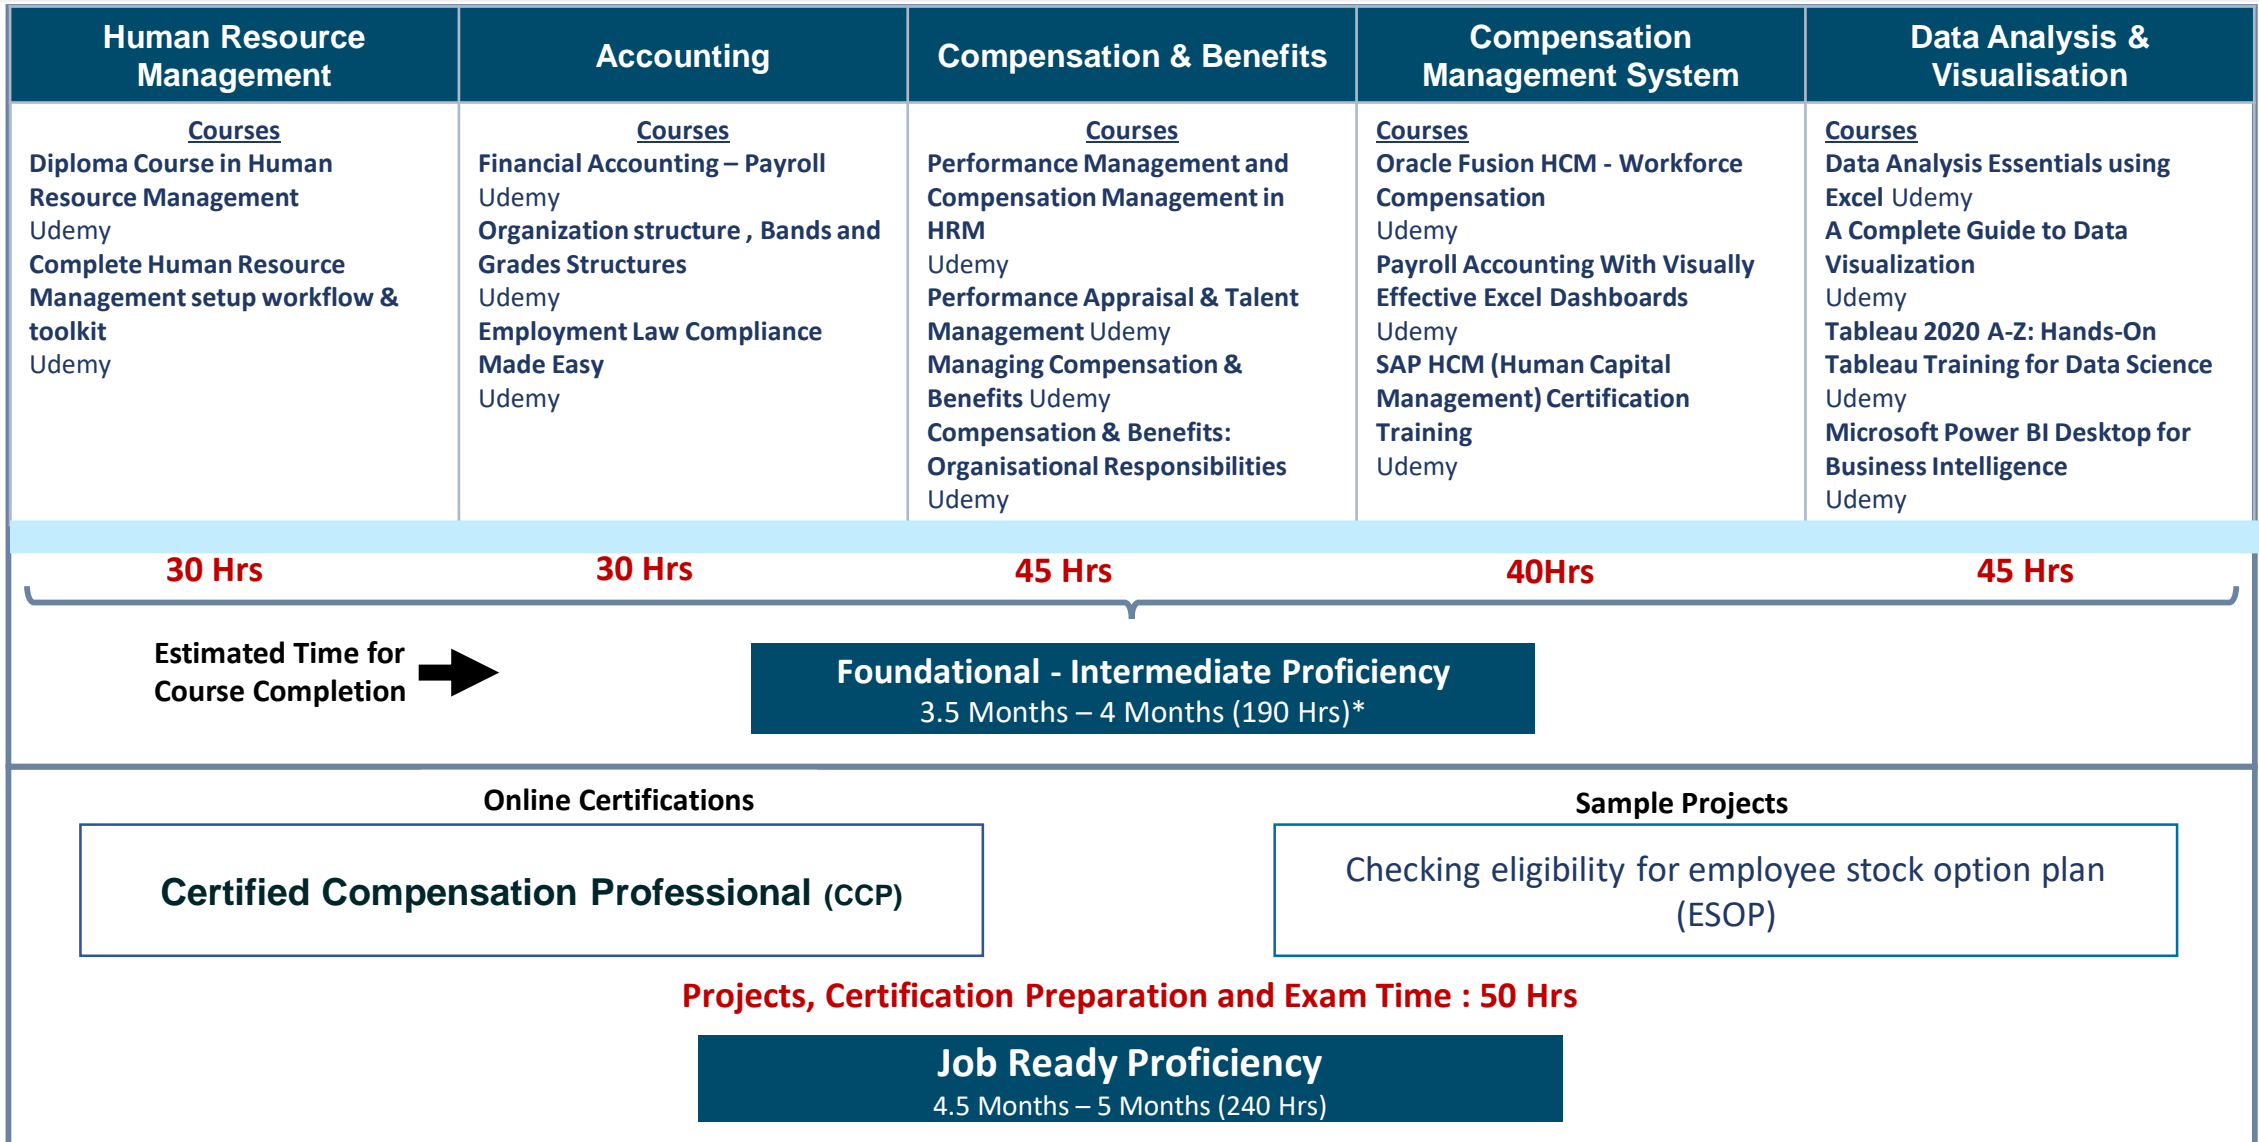 Human Resource
Management
Accounting
Compensation & Benefits
Compensation
Management System
Data Analysis &
Visualisation
Courses
Diploma Course in Human
Resource Management
Udemy
Complete Human Resource
Management setup workflow &
toolkit
Udemy
Courses
Financial Accounting – Payroll
Udemy
Organization structure , Bands and
Grades Structures
Udemy
Employment Law Compliance
Made Easy
Udemy
Courses
Performance Management and
Compensation Management in
HRM
Udemy
Performance Appraisal & Talent
Management Udemy
Managing Compensation &
Benefits Udemy
Compensation & Benefits:
Organisational Responsibilities
Udemy
Courses
Oracle Fusion HCM - Workforce
Compensation
Udemy
Payroll Accounting With Visually
Effective Excel Dashboards
Udemy
SAP HCM (Human Capital
Management) Certification
Training
Udemy
Courses
Data Analysis Essentials using
Excel Udemy
A Complete Guide to Data
Visualization
Udemy
Tableau 2020 A-Z: Hands-On
Tableau Training for Data Science
Udemy
Microsoft Power BI Desktop for
Business Intelligence
Udemy
30 Hrs
30 Hrs
45 Hrs
40Hrs
45 Hrs
Estimated Time for
Course Completion
Foundational - Intermediate Proficiency
3.5 Months – 4 Months (190 Hrs)*
Online Certifications
Certified Compensation Professional (CCP)
Sample Projects
Checking eligibility for employee stock option plan
(ESOP)
Projects, Certification Preparation and Exam Time : 50 Hrs
Job Ready Proficiency
4.5 Months – 5 Months (240 Hrs)